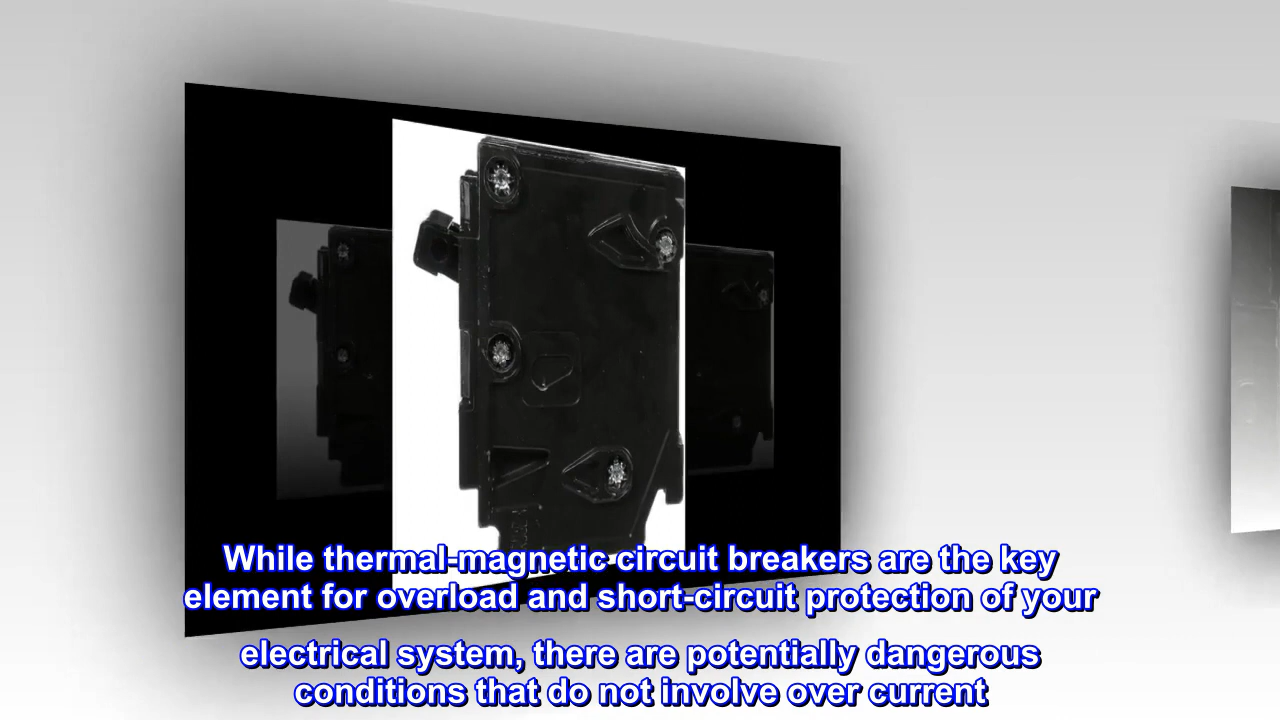 While thermal-magnetic circuit breakers are the key
element for overload and short-circuit protection of your
electrical system, there are potentially dangerous
conditions that do not involve over current